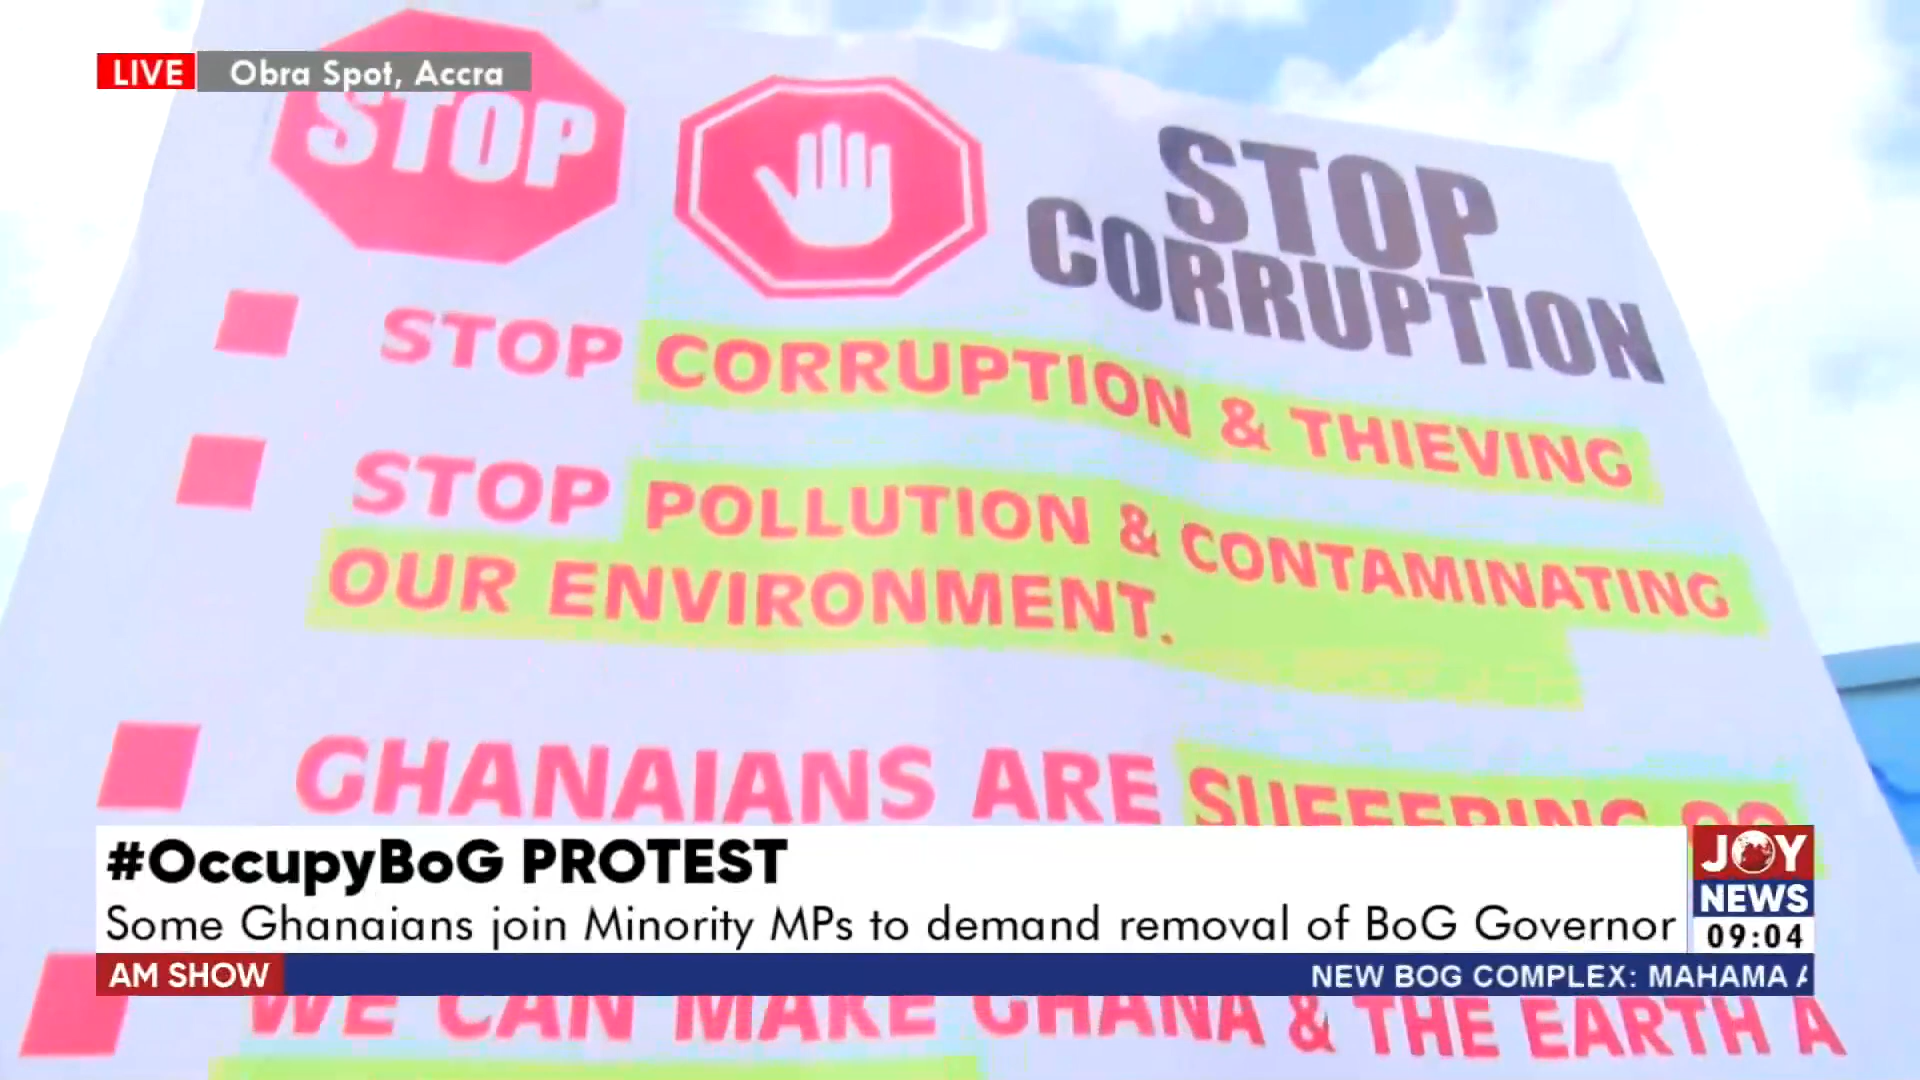 LIVE
Obra Spot, Accra
STOP
STOP
CORRUPTION
STOP CORRUPTION & THIEVING
STOP POLLUTION & CONTAMINATING
OUR ENVIRONMENT.
GHANAIANS ARE SUFFERING SO
#OccupyBoG PROTEST
Some Ghanaians join Minority MPs to demand removal of BoG Governor
JOY
NEWS
09:04
AM SHOW
NEW BOG COMPLEX: MAHAMA
WE CAN MAKE GHANA & THE EARTH A